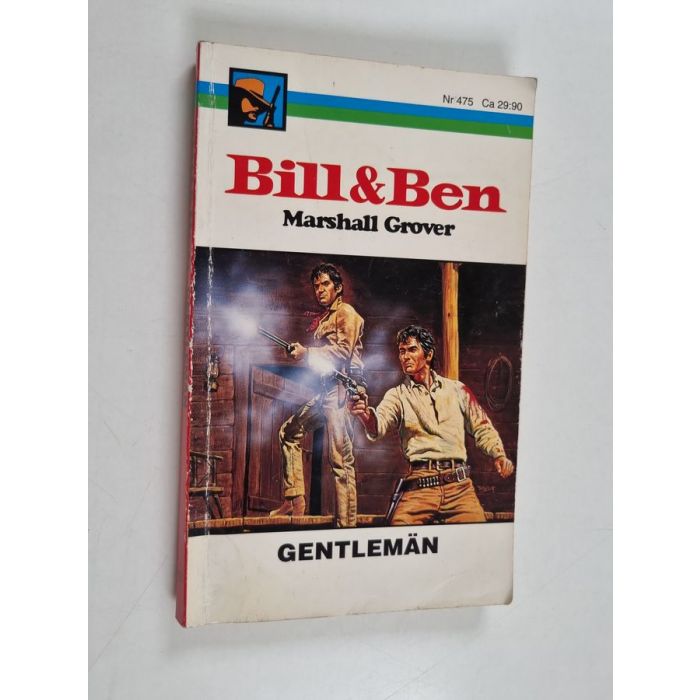 Nr 475 Ca 29:90
Bill & Ben
Marshall Grover
GENTLEMÄN